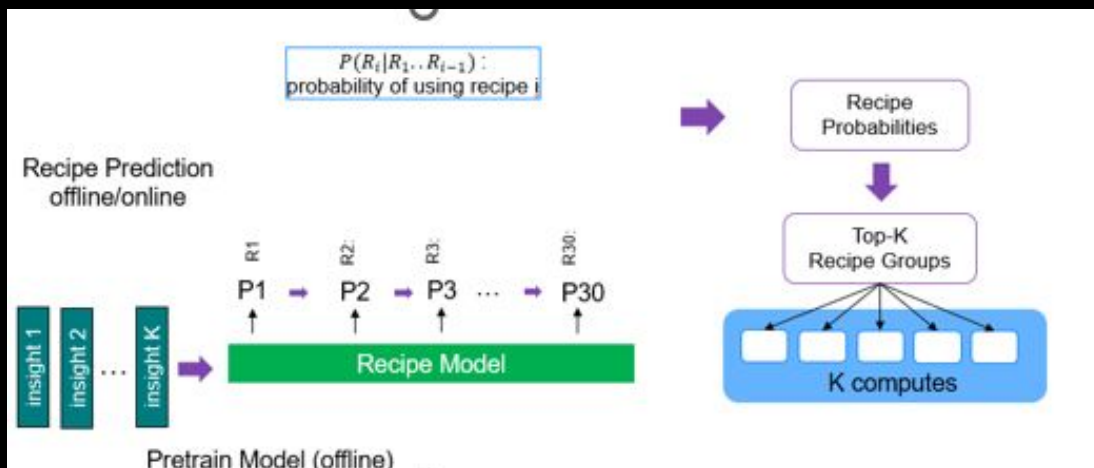 P(R_i|R_1..R_{i-1}) :
probability of using recipe i
Recipe Prediction
offline/online
R1
R2:
R3:
R30:
P1
P2
P3
...
P30
insight 1
insight 2
...
insight K
Recipe Model
Pretrain Model (offline)
Recipe
Probabilities
Top-K
Recipe Groups
K computes